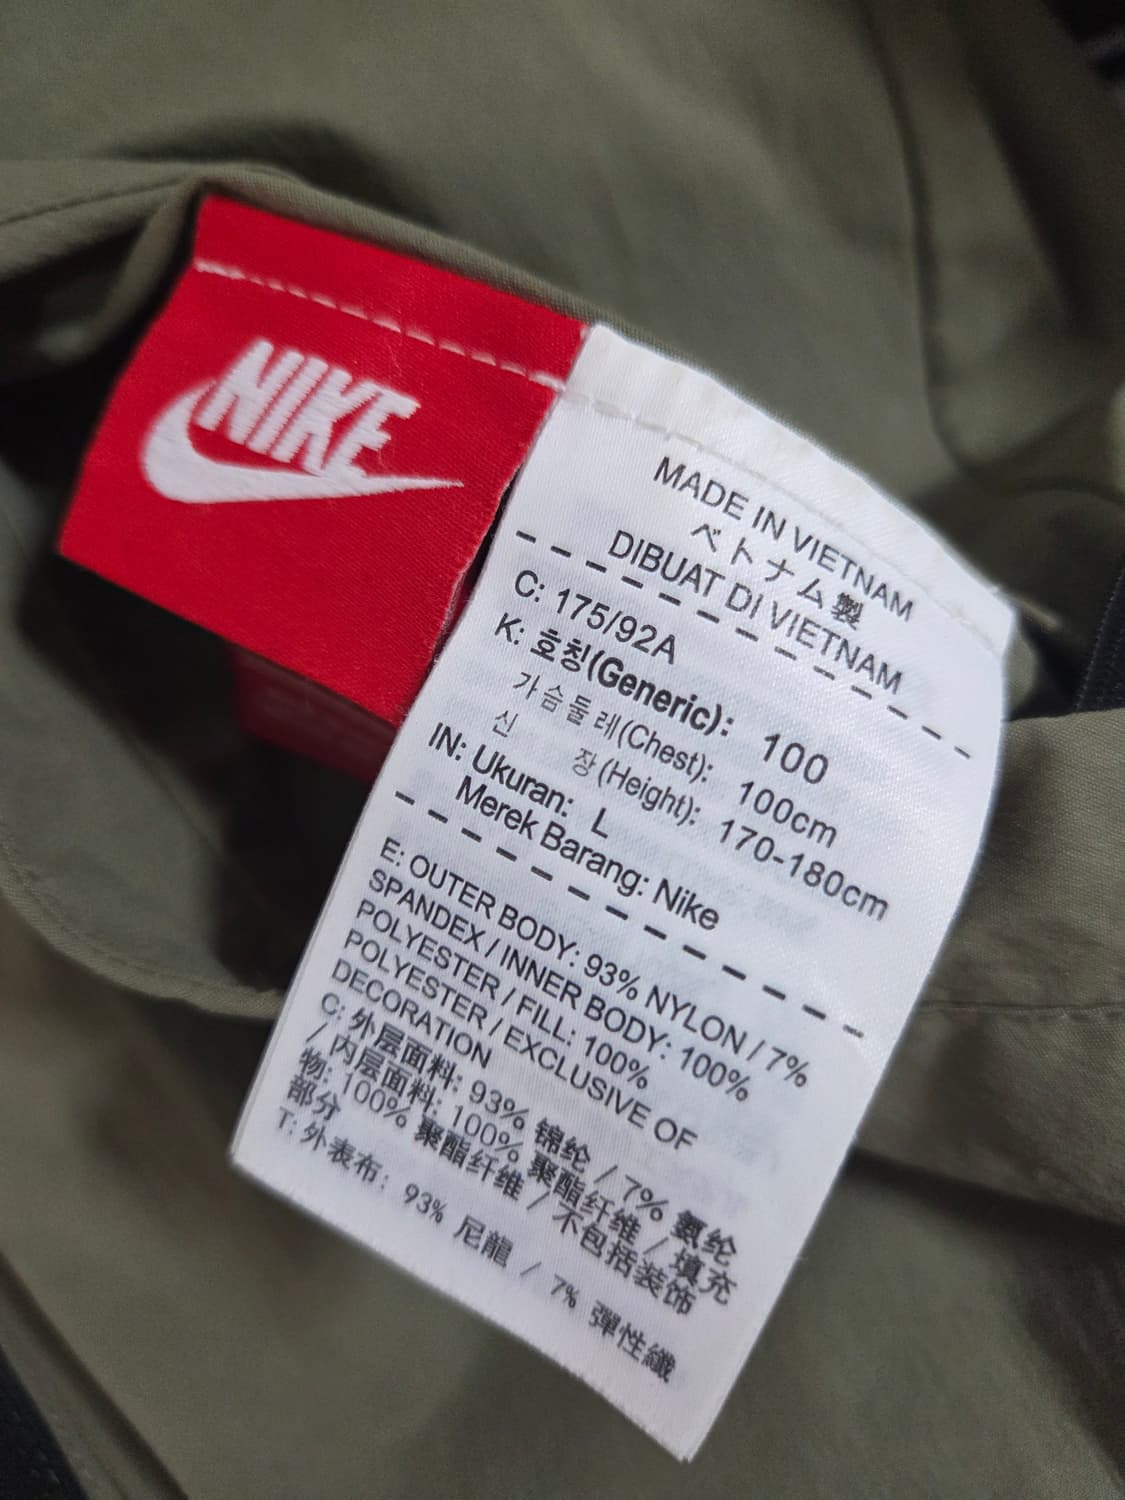 NIKE
MADE IN VIETNAM
ベトナム製
DIBUAT DI VIETNAM
C: 175/92A
K: 호칭(Generic): 100
가슴둘레(Chest): 100cm
신 장(Height): 170-180cm
IN: Ukuran: L
Merek Barang: Nike
E: OUTER BODY: 93% NYLON / 7%
SPANDEX / INNER BODY: 100%
POLYESTER / FILL: 100%
POLYESTER / EXCLUSIVE OF
DECORATION
C: 外层面料: 93% 锦纶 / 7% 氨纶
/ 内层面料: 100% 聚酯纤维 / 填充
物: 100% 聚酯纤维 / 不包括装饰
部分
T: 外表布: 93% 尼龍 / 7% 彈性纖